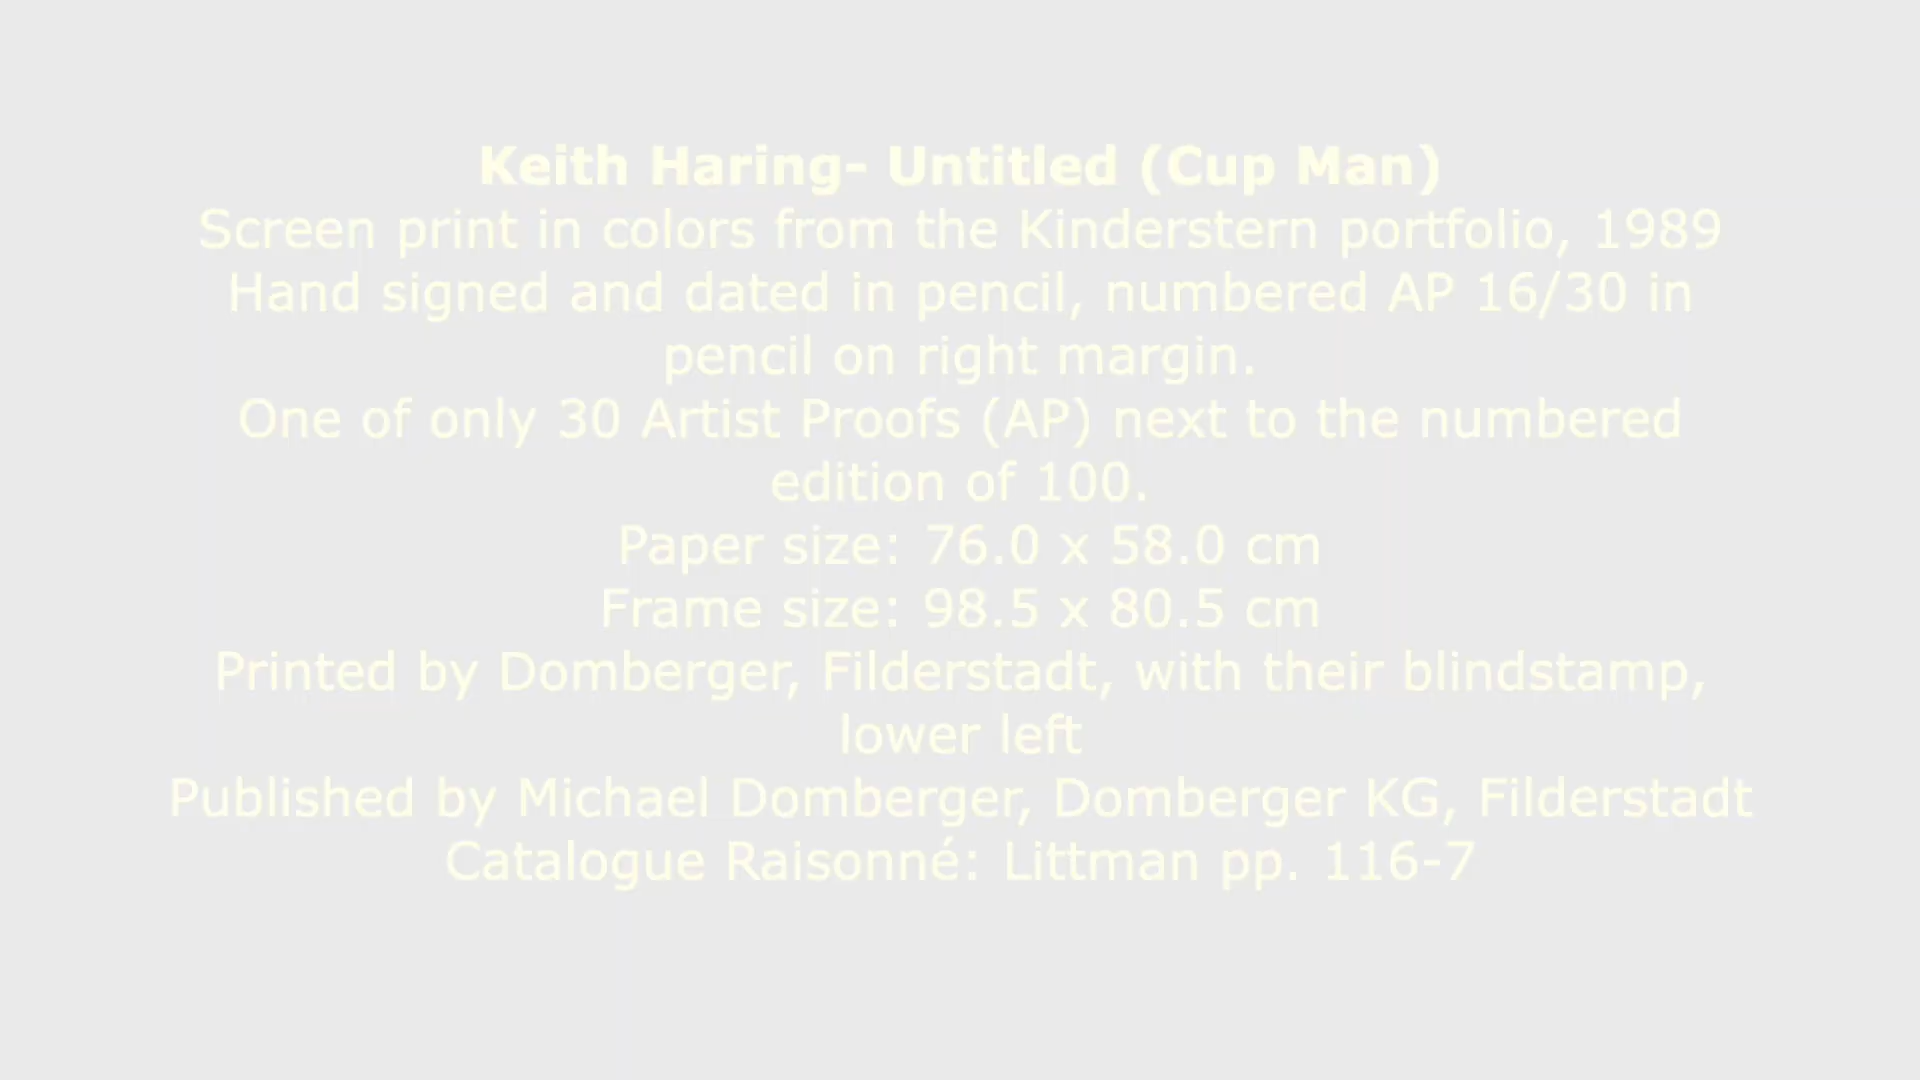 Keith Haring- Untitled (Cup Man)
Screen print in colors from the Kinderstern portfolio, 1989
Hand signed and dated in pencil, numbered AP 16/30 in
pencil on right margin.
One of only 30 Artist Proofs (AP) next to the numbered
edition of 100.
Paper size: 76.0 x 58.0 cm
Frame size: 98.5 x 80.5 cm
Printed by Domberger, Filderstadt, with their blindstamp,
lower left
Published by Michael Domberger, Domberger KG, Filderstadt
Catalogue Raisonné: Littman pp. 116-7